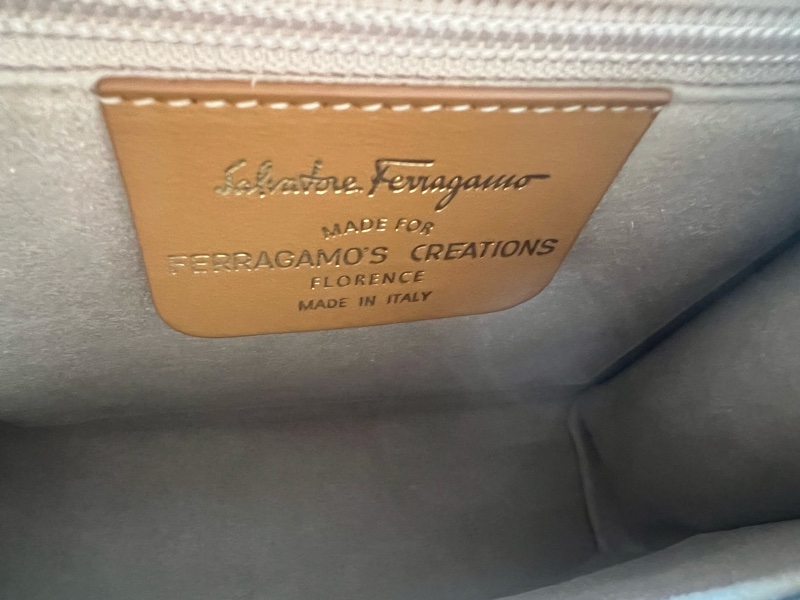 Salvatore Ferragamo
MADE FOR
FERRAGAMO'S CREATIONS
FLORENCE
MADE IN ITALY